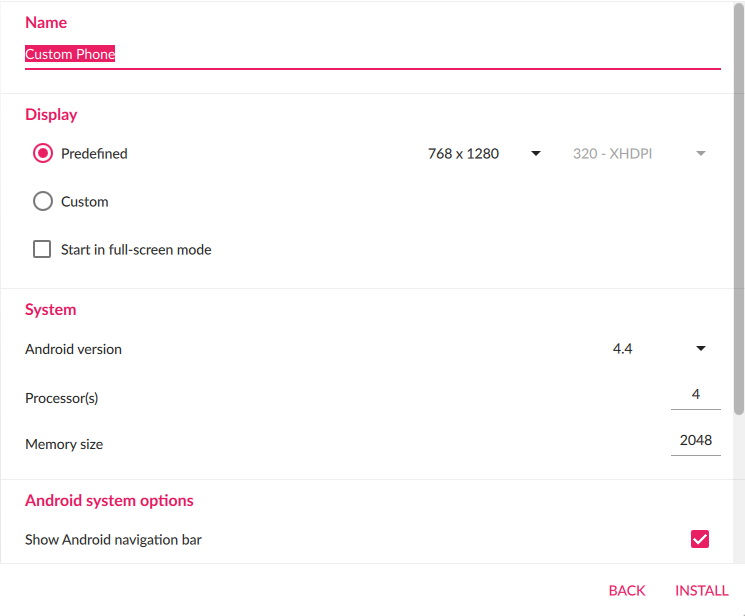 Name
Custom Phone
Display
Predefined 768 x 1280 320 - XHDPI
Custom
Start in full-screen mode
System
Android version 4.4
Processor(s) 4
Memory size 2048
Android system options
Show Android navigation bar
BACK INSTALL